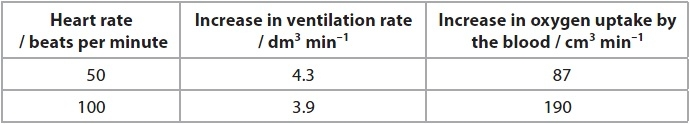 Heart rate Increase in ventilation rate Increase in oxygen uptake by
/ beats per minute / dm³ min⁻¹ the blood / cm³ min⁻¹
50 4.3 87
100 3.9 190